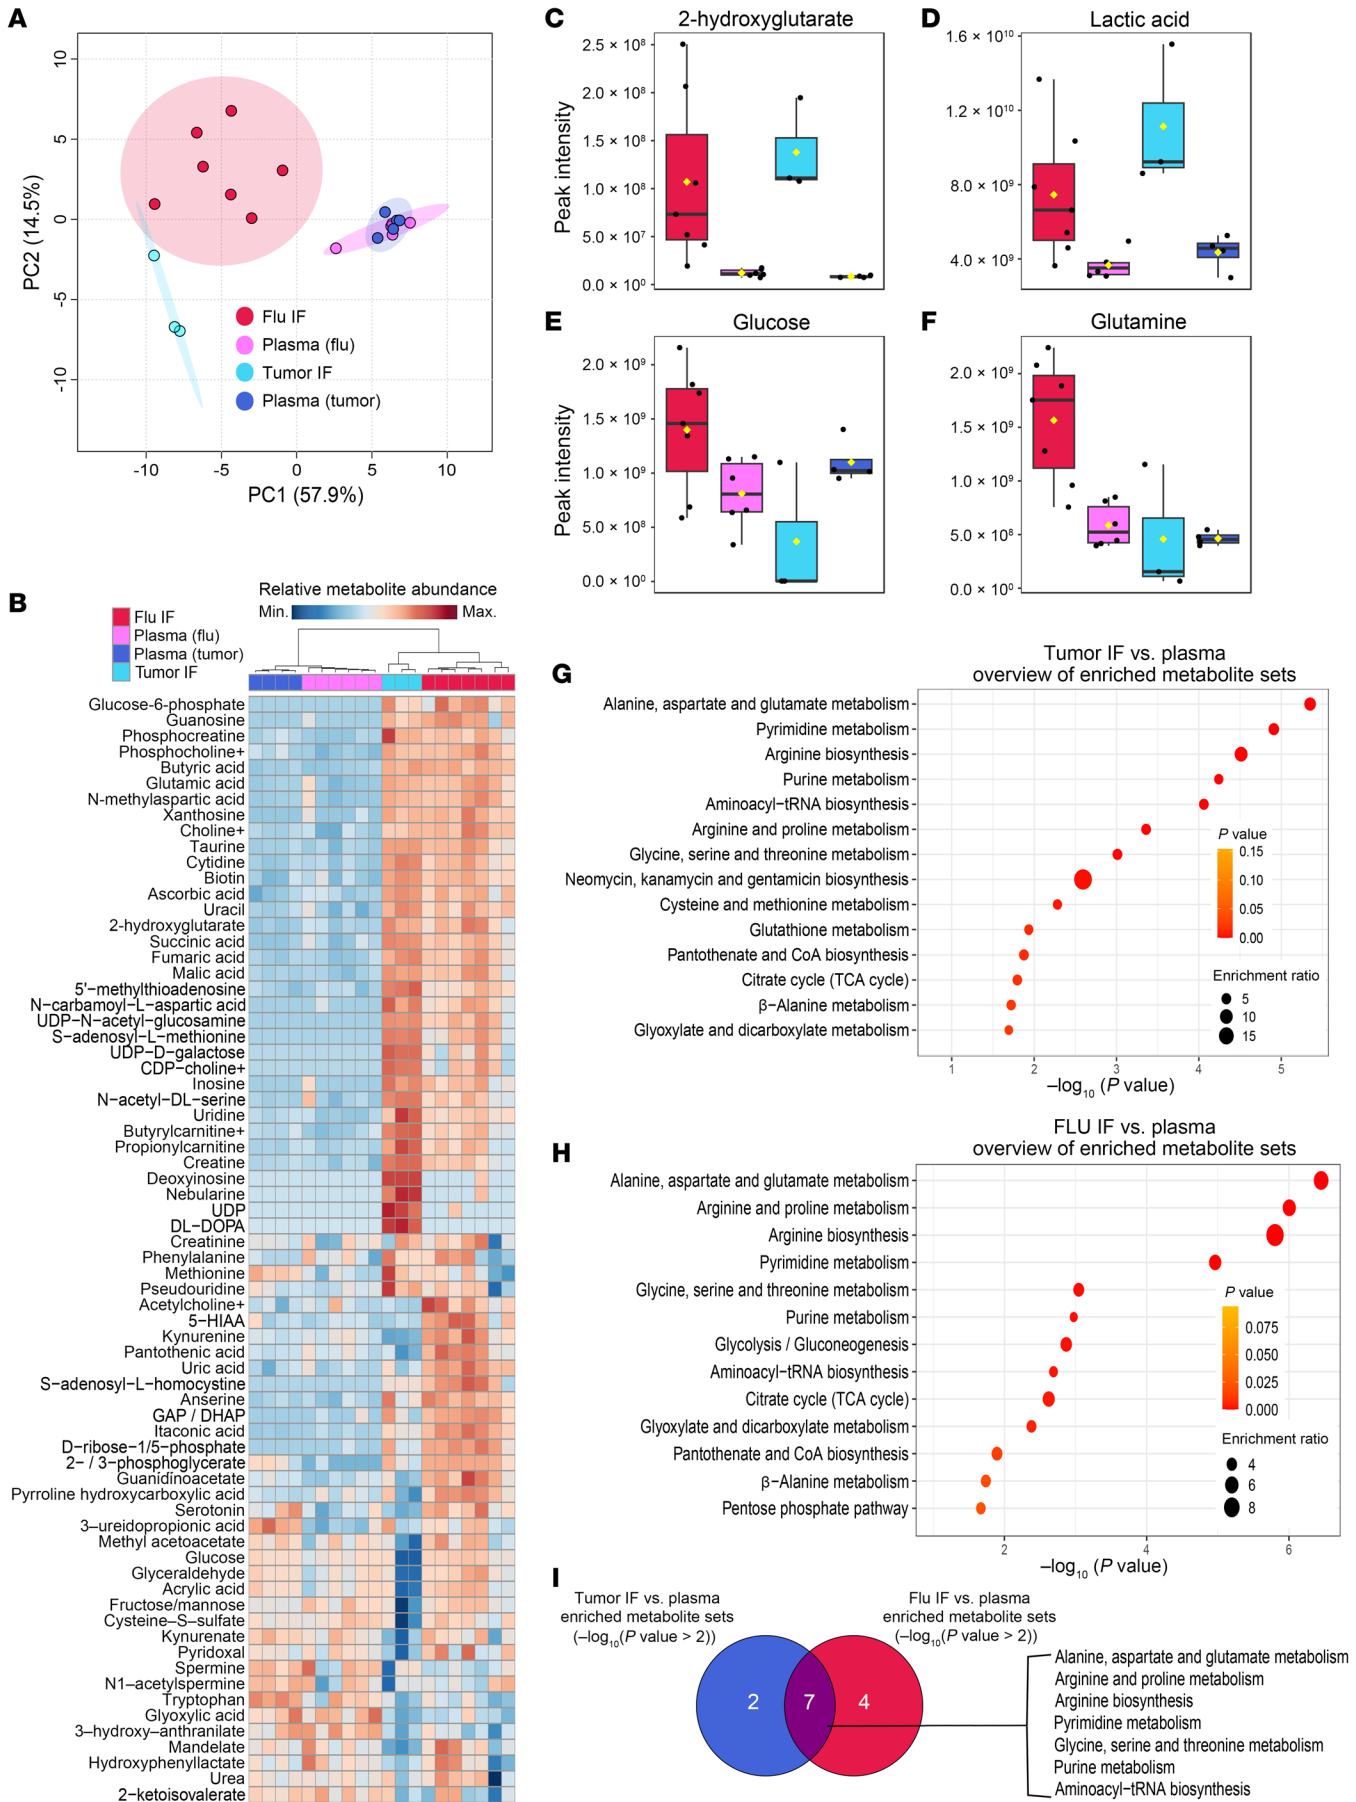 A
PC2 (14.5%)
10
5
0
-5
-10
-10
-5
0
5
10
PC1 (57.9%)
Flu IF
Plasma (flu)
Tumor IF
Plasma (tumor)
C
2-hydroxyglutarate
Peak intensity
2.5 × 10⁸
2.0 × 10⁸
1.5 × 10⁸
1.0 × 10⁸
5.0 × 10⁷
0.0 × 10⁰
D
Lactic acid
1.6 × 10¹⁰
1.2 × 10¹⁰
8.0 × 10⁹
4.0 × 10⁹
E
Glucose
Peak intensity
2.0 × 10⁹
1.5 × 10⁹
1.0 × 10⁹
5.0 × 10⁸
0.0 × 10⁰
F
Glutamine
2.0 × 10⁹
1.5 × 10⁹
1.0 × 10⁹
5.0 × 10⁸
0.0 × 10⁰
B
Relative metabolite abundance
Min.
Max.
Flu IF
Plasma (flu)
Plasma (tumor)
Tumor IF
Glucose-6-phosphate
Guanosine
Phosphocreatine
Phosphocholine+
Butyric acid
Glutamic acid
N-methylaspartic acid
Xanthosine
Choline+
Taurine
Cytidine
Biotin
Ascorbic acid
Uracil
2-hydroxyglutarate
Succinic acid
Fumaric acid
Malic acid
5'−methylthioadenosine
N−carbamoyl−L−aspartic acid
UDP−N−acetyl−glucosamine
S−adenosyl−L−methionine
UDP−D−galactose
CDP−choline+
Inosine
N−acetyl−DL−serine
Uridine
Butyrylcarnitine+
Propionylcarnitine
Creatine
Deoxyinosine
Nebularine
UDP
DL−DOPA
Creatinine
Phenylalanine
Methionine
Pseudouridine
Acetylcholine+
5−HIAA
Kynurenine
Pantothenic acid
Uric acid
S−adenosyl−L−homocystine
Anserine
GAP / DHAP
Itaconic acid
D−ribose−1/5−phosphate
2− / 3−phosphoglycerate
Guanidinoacetate
Pyrroline hydroxycarboxylic acid
Serotonin
3–ureidopropionic acid
Methyl acetoacetate
Glucose
Glyceraldehyde
Acrylic acid
Fructose/mannose
Cysteine–S–sulfate
Kynurenate
Pyridoxal
Spermine
N1–acetylspermine
Tryptophan
Glyoxylic acid
3–hydroxy–anthranilate
Mandelate
Hydroxyphenyllactate
Urea
2−ketoisovalerate
G
Tumor IF vs. plasma
overview of enriched metabolite sets
Alanine, aspartate and glutamate metabolism
Pyrimidine metabolism
Arginine biosynthesis
Purine metabolism
Aminoacyl−tRNA biosynthesis
Arginine and proline metabolism
Glycine, serine and threonine metabolism
Neomycin, kanamycin and gentamicin biosynthesis
Cysteine and methionine metabolism
Glutathione metabolism
Pantothenate and CoA biosynthesis
Citrate cycle (TCA cycle)
β−Alanine metabolism
Glyoxylate and dicarboxylate metabolism
P value
0.15
0.10
0.05
0.00
Enrichment ratio
5
10
15
1
2
3
4
5
–log₁₀ (P value)
H
FLU IF vs. plasma
overview of enriched metabolite sets
Alanine, aspartate and glutamate metabolism
Arginine and proline metabolism
Arginine biosynthesis
Pyrimidine metabolism
Glycine, serine and threonine metabolism
Purine metabolism
Glycolysis / Gluconeogenesis
Aminoacyl−tRNA biosynthesis
Citrate cycle (TCA cycle)
Glyoxylate and dicarboxylate metabolism
Pantothenate and CoA biosynthesis
β−Alanine metabolism
Pentose phosphate pathway
P value
0.075
0.050
0.025
0.000
Enrichment ratio
4
6
8
2
4
6
–log₁₀ (P value)
I
Tumor IF vs. plasma
enriched metabolite sets
(–log₁₀(P value > 2))
Flu IF vs. plasma
enriched metabolite sets
(–log₁₀(P value > 2))
2
7
4
Alanine, aspartate and glutamate metabolism
Arginine and proline metabolism
Arginine biosynthesis
Pyrimidine metabolism
Glycine, serine and threonine metabolism
Purine metabolism
Aminoacyl−tRNA biosynthesis